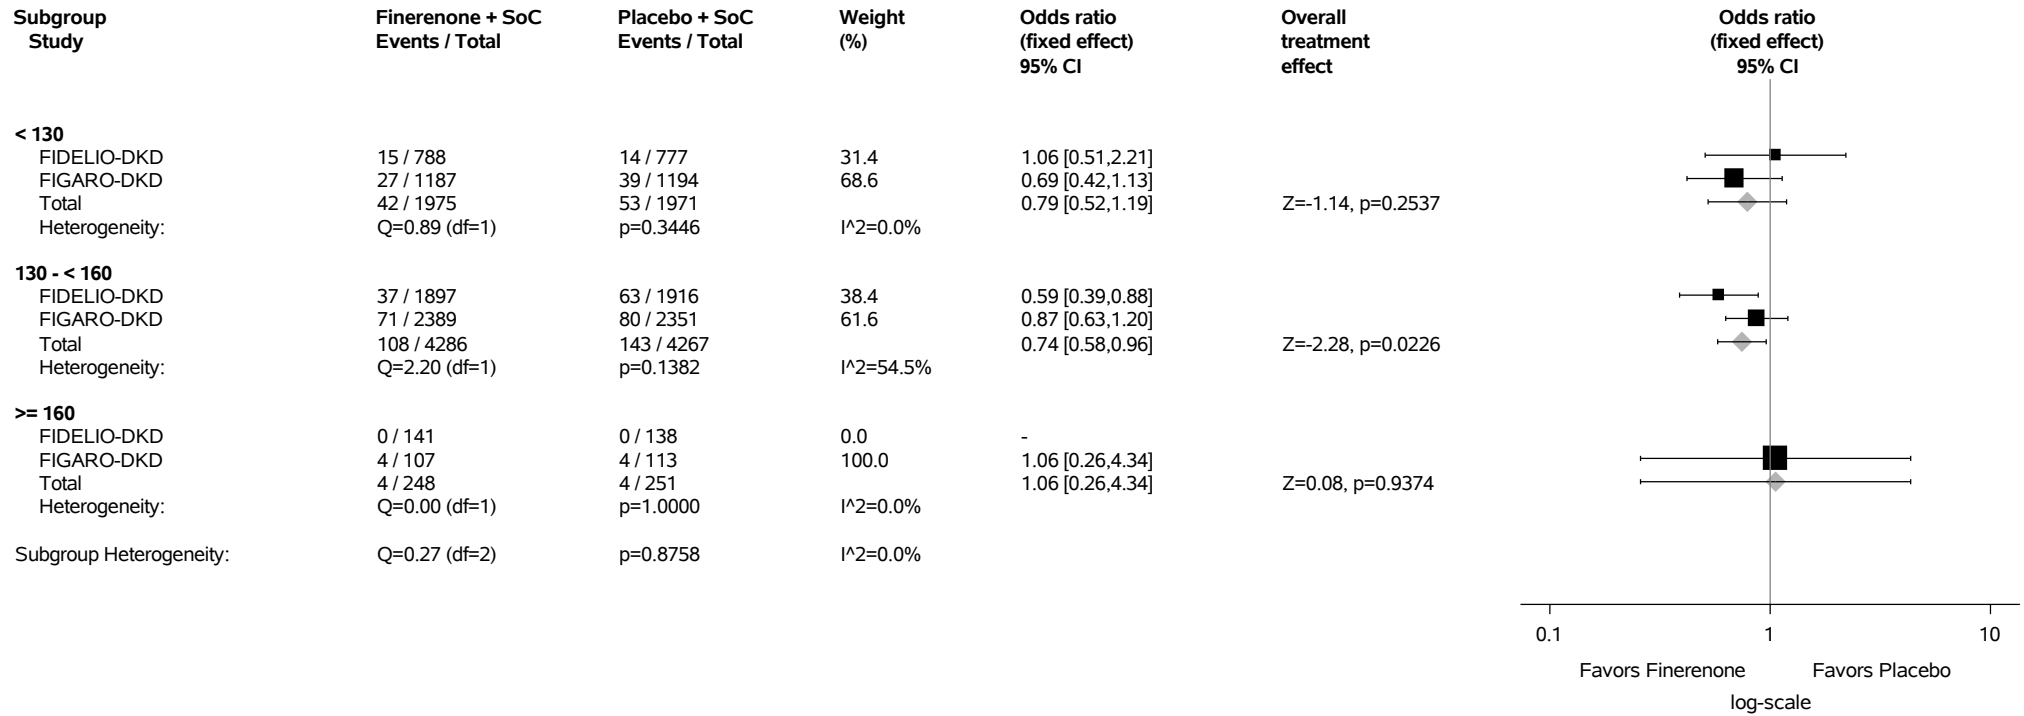 Subgroup Finerenone + SoC Placebo + SoC Weight Odds ratio Overall Odds ratio
Study Events / Total Events / Total (%) (fixed effect) treatment (fixed effect)
95% CI effect 95% CI
< 130
FIDELIO-DKD 15 / 788 14 / 777 31.4 1.06 [0.51,2.21]
FIGARO-DKD 27 / 1187 39 / 1194 68.6 0.69 [0.42,1.13]
Total 42 / 1975 53 / 1971 0.79 [0.52,1.19] Z=-1.14, p=0.2537
Heterogeneity: Q=0.89 (df=1) p=0.3446 I^2=0.0%
130 - < 160
FIDELIO-DKD 37 / 1897 63 / 1916 38.4 0.59 [0.39,0.88]
FIGARO-DKD 71 / 2389 80 / 2351 61.6 0.87 [0.63,1.20]
Total 108 / 4286 143 / 4267 0.74 [0.58,0.96] Z=-2.28, p=0.0226
Heterogeneity: Q=2.20 (df=1) p=0.1382 I^2=54.5%
>= 160
FIDELIO-DKD 0 / 141 0 / 138 0.0 -
FIGARO-DKD 4 / 107 4 / 113 100.0 1.06 [0.26,4.34]
Total 4 / 248 4 / 251 1.06 [0.26,4.34] Z=0.08, p=0.9374
Heterogeneity: Q=0.00 (df=1) p=1.0000 I^2=0.0%
Subgroup Heterogeneity: Q=0.27 (df=2) p=0.8758 I^2=0.0%
0.1 1 10
Favors Finerenone Favors Placebo
log-scale